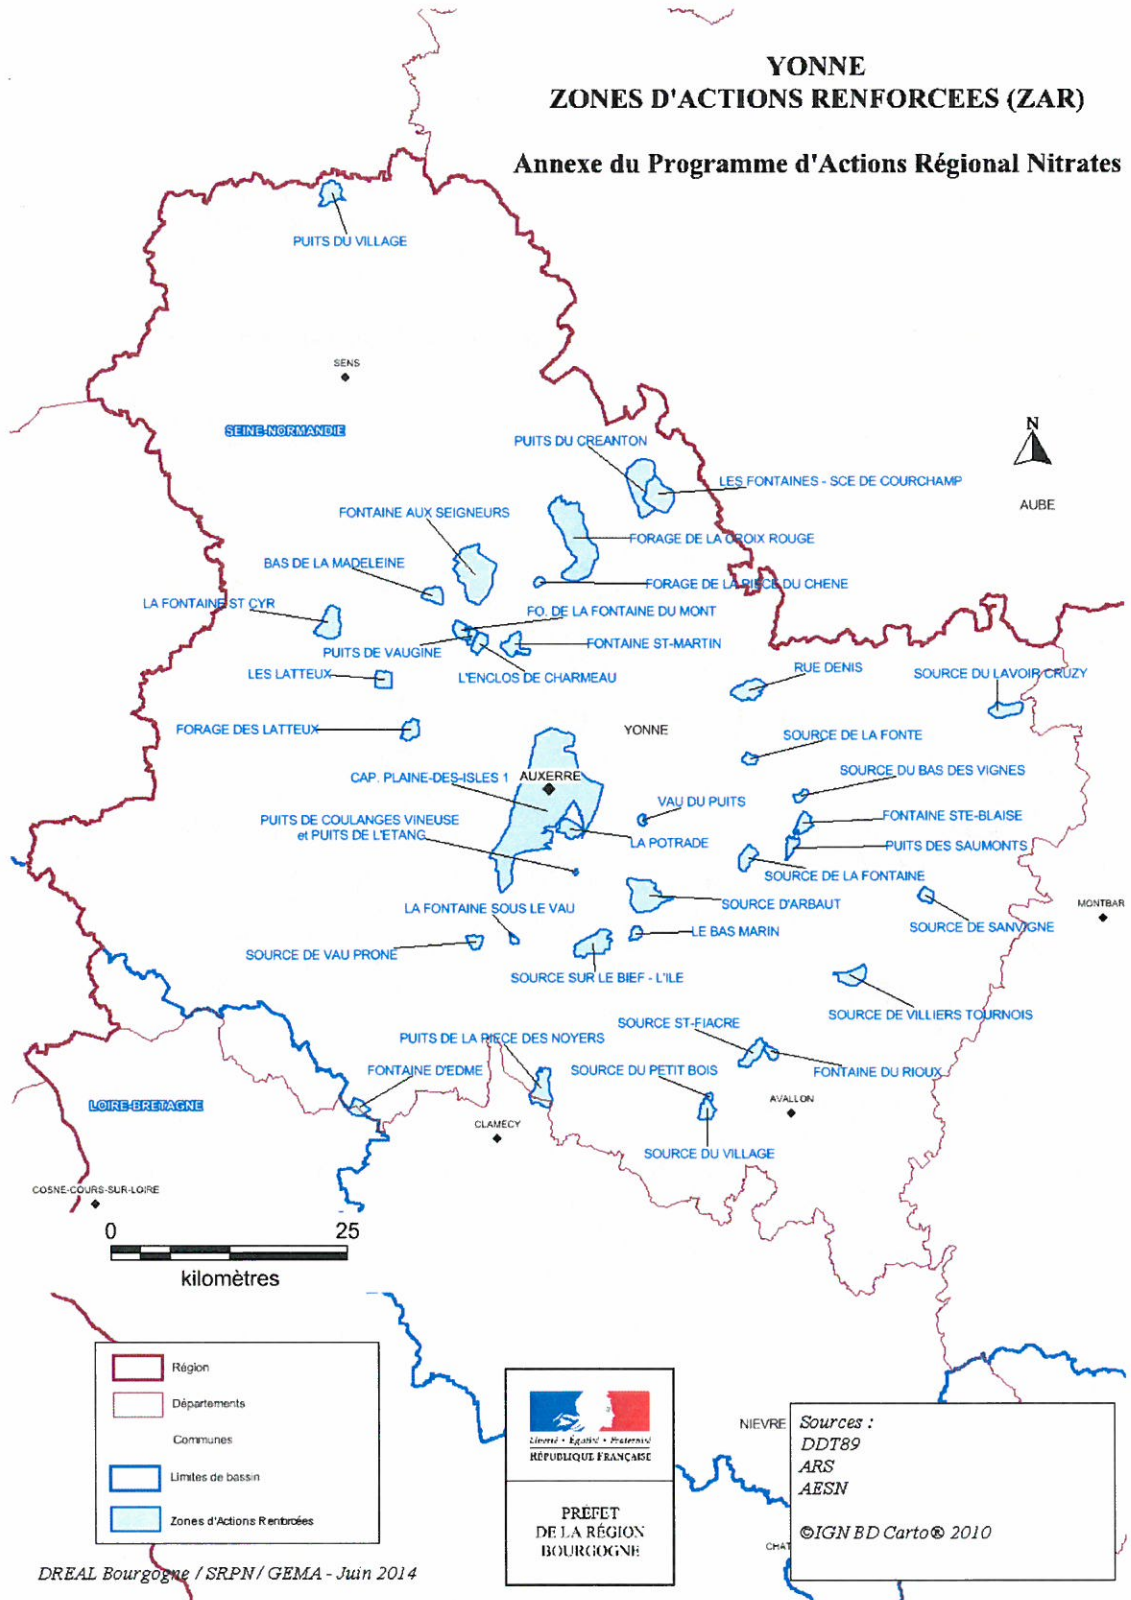 YONNE
ZONES D'ACTIONS RENFORCEES (ZAR)
Annexe du Programme d'Actions Régional Nitrates
PUITS DU VILLAGE
SENS
SEINE-NORMANDIE
PUITS DU CREANTON
N
LES FONTAINES - SCE DE COURCHAMP
AUBE
FONTAINE AUX SEIGNEURS
FORAGE DE LA CROIX ROUGE
BAS DE LA MADELEINE
FORAGE DE LA PIECE DU CHENE
LA FONTAINE ST CYR
FO. DE LA FONTAINE DU MONT
PUITS DE VAUGINE
FONTAINE ST-MARTIN
LES LATTEUX
L'ENCLOS DE CHARMEAU
RUE DENIS
SOURCE DU LAVOIR CRUZY
FORAGE DES LATTEUX
YONNE
SOURCE DE LA FONTE
CAP. PLAINE-DES-ISLES 1
AUXERRE
SOURCE DU BAS DES VIGNES
VAU DU PUITS
PUITS DE COULANGES VINEUSE
et PUITS DE L'ETANG
FONTAINE STE-BLAISE
LA POTRADE
PUITS DES SAUMONTS
SOURCE DE LA FONTAINE
LA FONTAINE SOUS LE VAU
SOURCE D'ARBAUT
MONTBAR
SOURCE DE SANVIGNE
LE BAS MARIN
SOURCE DE VAU PRONE
SOURCE SUR LE BIEF - L'ILE
SOURCE DE VILLIERS TOURNOIS
SOURCE ST-FIACRE
PUITS DE LA PIECE DES NOYERS
FONTAINE D'EDME
SOURCE DU PETIT BOIS
FONTAINE DU RIOUX
LOIRE-BRETAGNE
AVALLON
CLAMECY
SOURCE DU VILLAGE
COSNE-COURS-SUR-LOIRE
0 25
kilomètres
Région
Départements
Communes
Limites de bassin
Zones d'Actions Renforcées
Liberté • Égalité • Fraternité
RÉPUBLIQUE FRANÇAISE
PRÉFET
DE LA RÉGION
BOURGOGNE
NIEVRE
Sources :
DDT89
ARS
AESN
©IGN BD Carto® 2010
CHAT
DREAL Bourgogne / SRPN / GEMA - Juin 2014